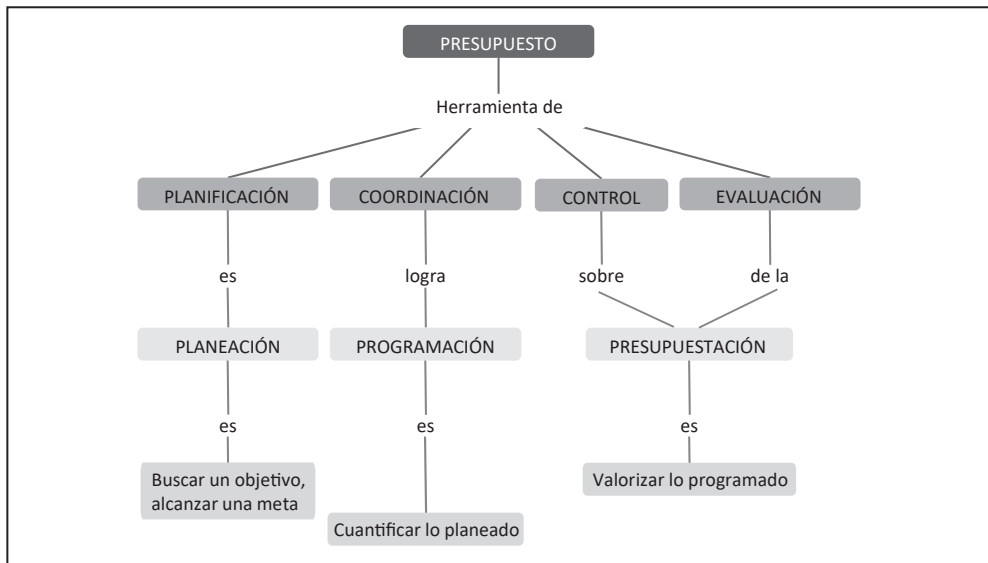 PRESUPUESTO
Herramienta de
PLANIFICACIÓN
COORDINACIÓN
CONTROL
EVALUACIÓN
es
logra
sobre
de la
PLANEACIÓN
PROGRAMACIÓN
PRESUPUESTACIÓN
es
es
es
Buscar un objetivo,
alcanzar una meta
Valorizar lo programado
Cuantificar lo planeado